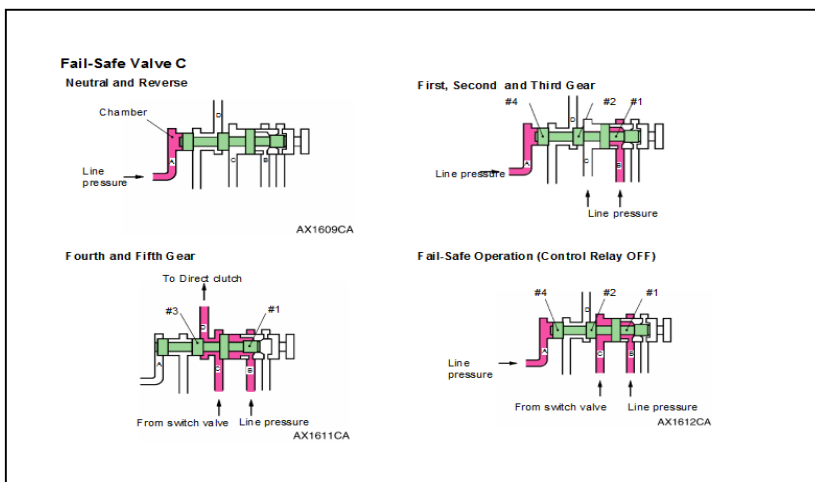 Fail-Safe Valve C
Neutral and Reverse
Chamber
D
A
C
B
Line
pressure
AX1609CA
First, Second and Third Gear
#4
#2
#1
D
A
C
B
Line pressure
Line pressure
Fourth and Fifth Gear
To Direct clutch
#3
#1
D
A
C
B
From switch valve
Line pressure
AX1611CA
Fail-Safe Operation (Control Relay OFF)
#4
#2
#1
D
A
C
B
Line
pressure
From switch valve
Line pressure
AX1612CA